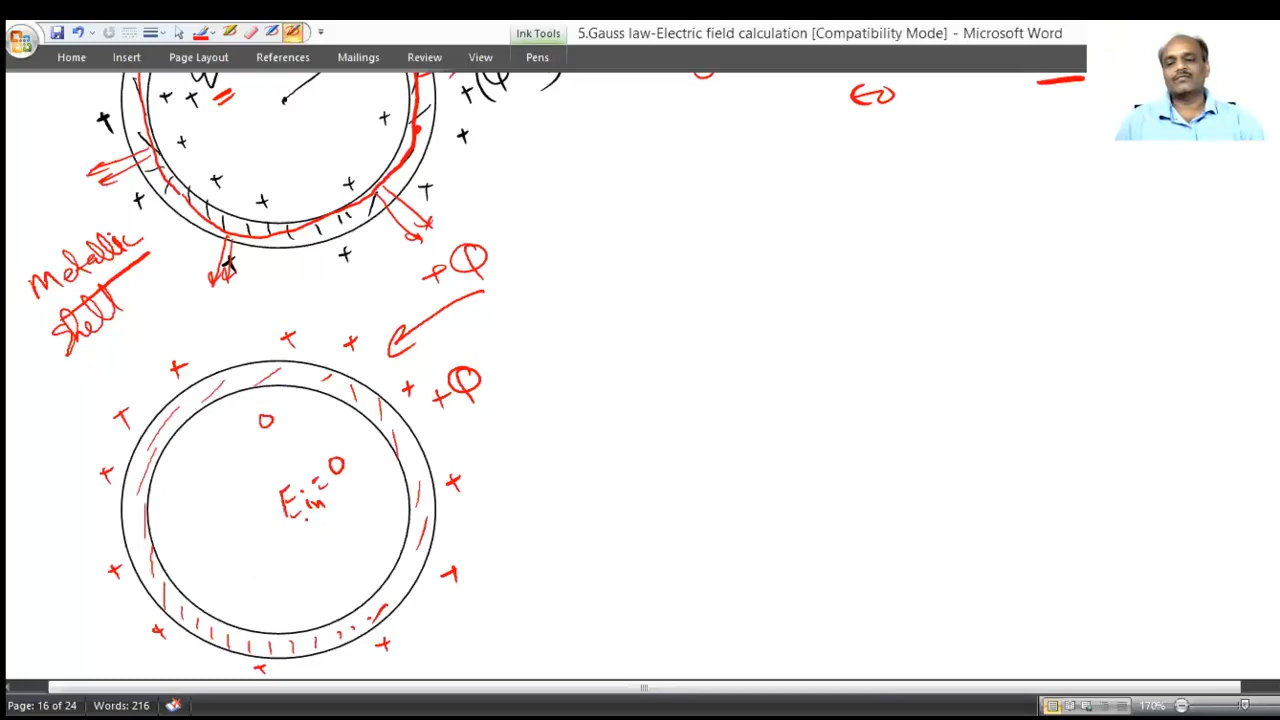 Ink Tools
5.Gauss law-Electric field calculation [Compatibility Mode] - Microsoft Word
Home Insert Page Layout References Mailings Review View Pens
+ +
+
+(φ
+
+
+
+
+ +
+
+
+
+
+
Metallic
Shell
+Q
+ +
+
+ +Q
+
+
0
Ein = 0
+
+
+
+
+
+
+
Page: 16 of 24 Words: 216 170%